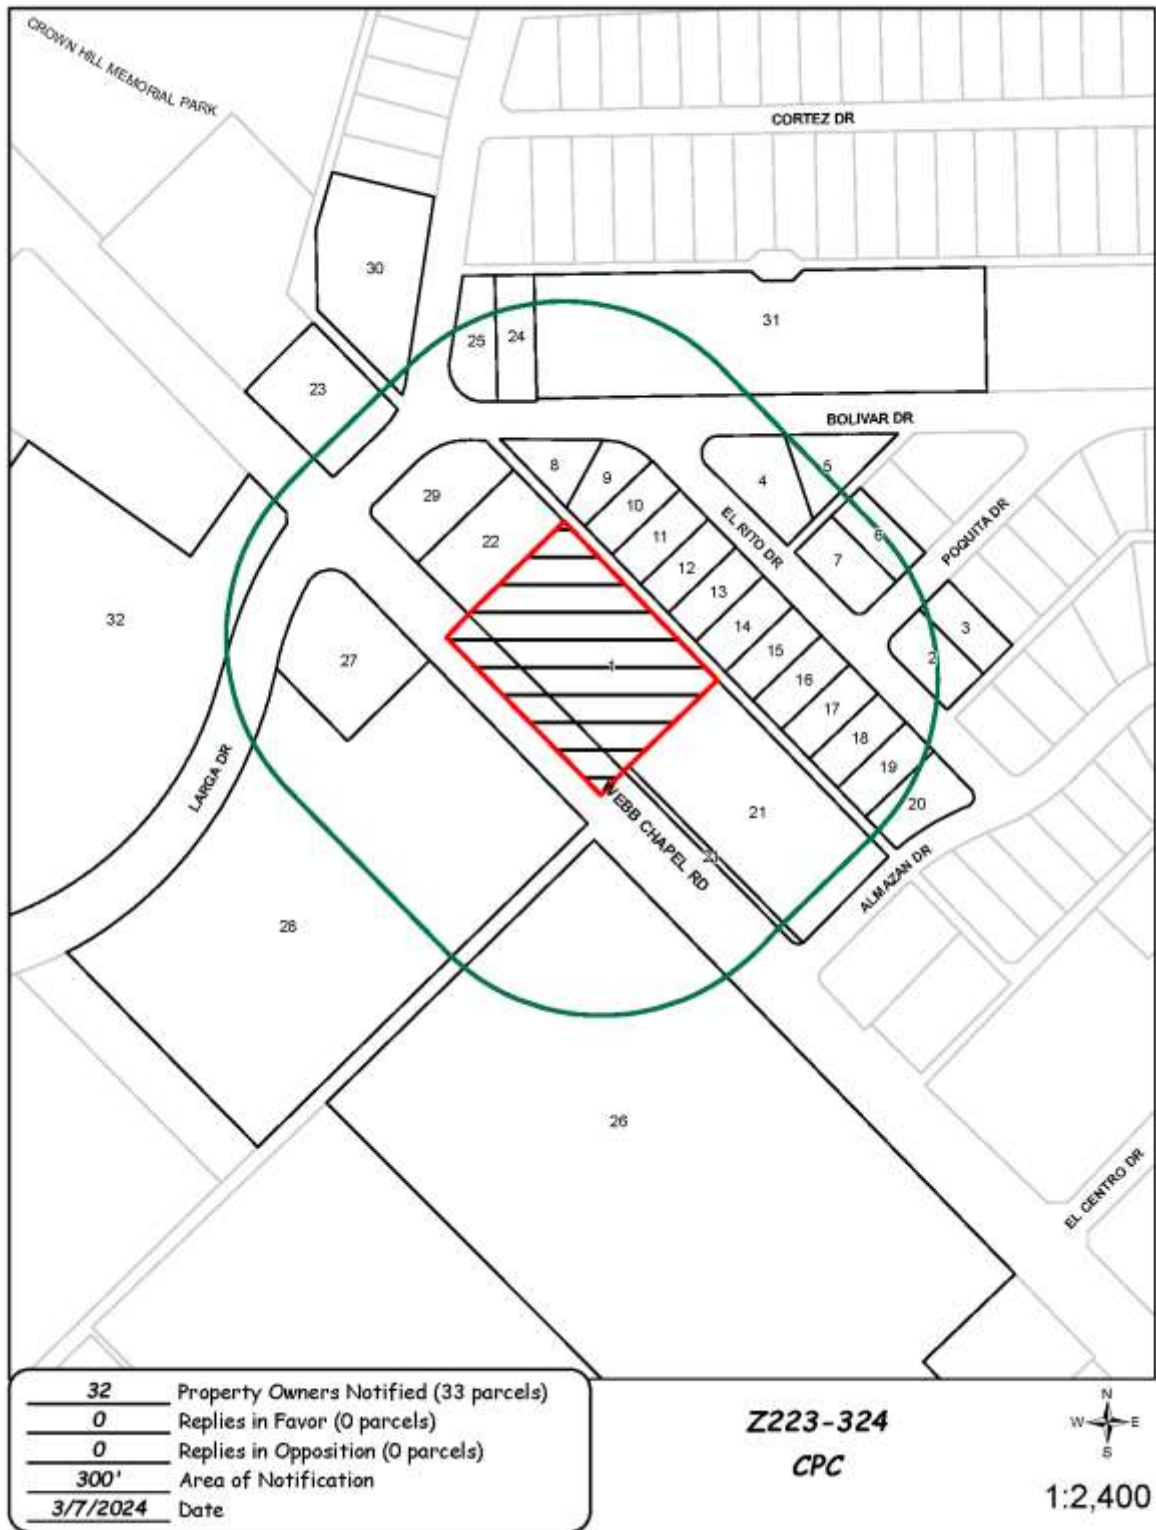 CROWN HILL MEMORIAL PARK
CORTEZ DR
30
31
25
24
23
BOLIVAR DR
8
9
4
5
29
10
22
11
EL RITO DR
6
POQUITA DR
7
12
13
32
14
3
27
1
15
2
16
17
18
LARGA DR
19
20
WEBB CHAPEL RD
21
ALMAZAN DR
28
26
EL CENTRO DR
32 Property Owners Notified (33 parcels)
0 Replies in Favor (0 parcels)
0 Replies in Opposition (0 parcels)
300' Area of Notification
3/7/2024 Date
Z223-324
CPC
N
W E
S
1:2,400